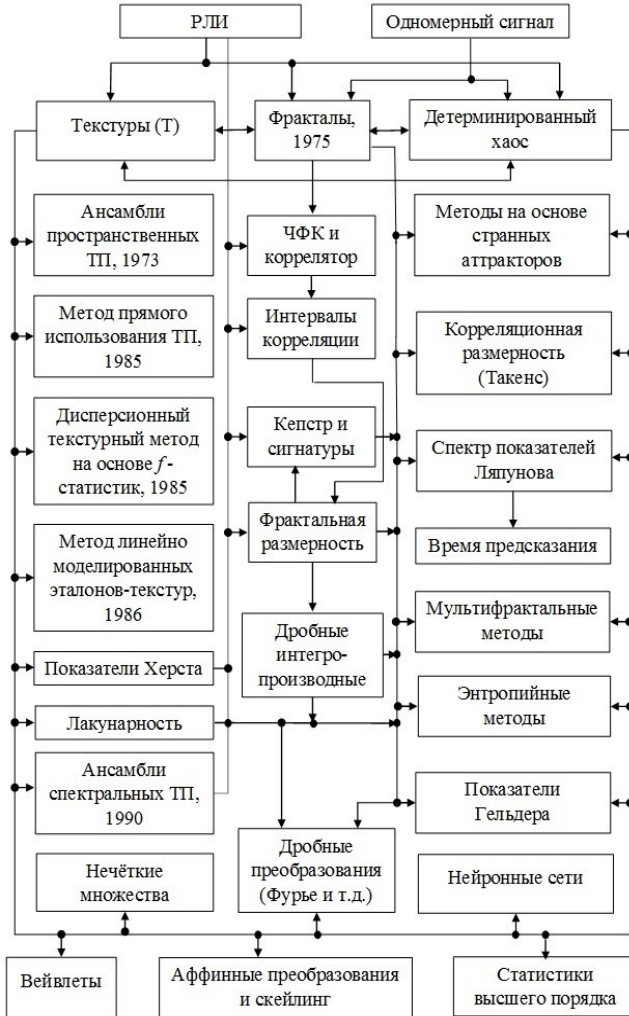 РЛИ
Одномерный сигнал
Текстуры (Т)
Фракталы,
1975
Детерминированный
хаос
Ансамбли
пространственных
ТП, 1973
ЧФК и
коррелятор
Методы на основе
странных
аттракторов
Метод прямого
использования ТП,
1985
Интервалы
корреляции
Корреляционная
размерность
(Такенс)
Дисперсионный
текстурный метод
на основе f -
статистик, 1985
Кепстр и
сигнатуры
Спектр показателей
Ляпунова
Фрактальная
размерность
Время предсказания
Метод линейно
моделированных
эталонов-текстур,
1986
Дробные
интегро-
производные
Мультифрактальные
методы
Показатели Херста
Лакунарность
Энтропийные
методы
Ансамбли
спектральных ТП,
1990
Показатели
Гельдера
Дробные
преобразования
(Фурье и т.д.)
Нечёткие
множества
Нейронные сети
Вейвлеты
Аффинные преобразования
и скейлинг
Статистики
высшего порядка